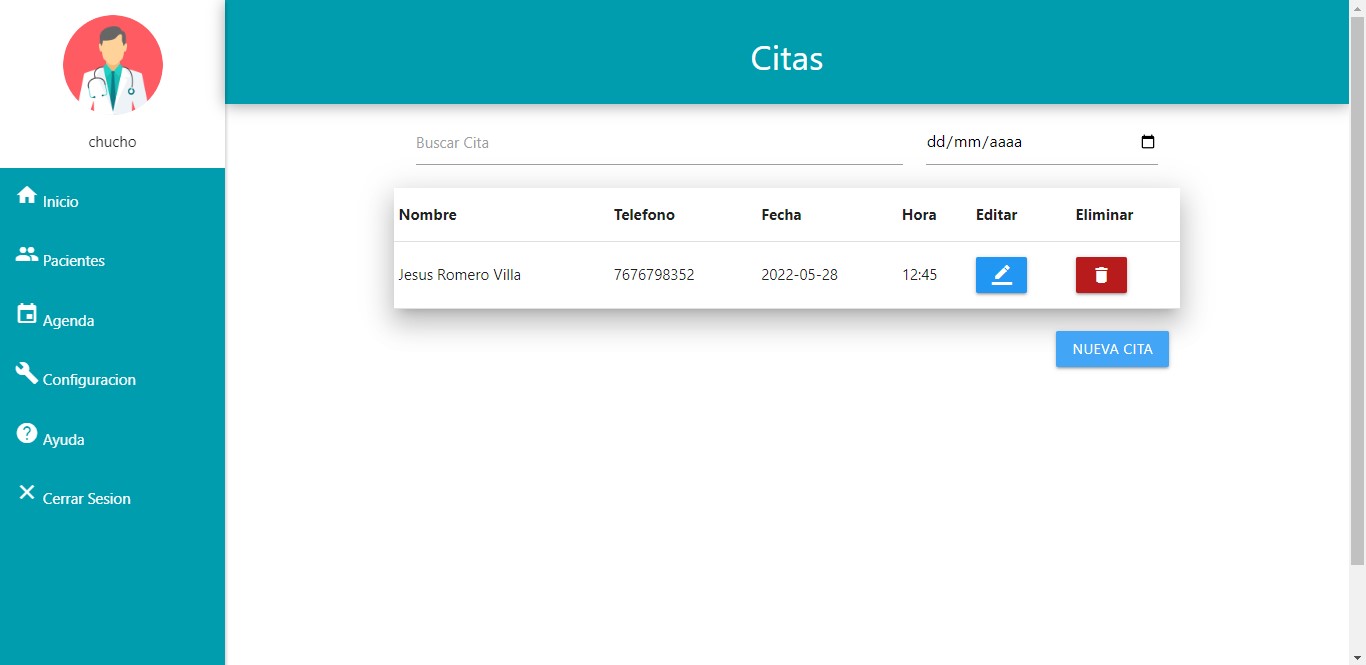 chucho
Inicio
Pacientes
Agenda
Configuracion
Ayuda
Cerrar Sesion
Citas
Buscar Cita dd/mm/aaaa
Nombre Telefono Fecha Hora Editar Eliminar
Jesus Romero Villa 7676798352 2022-05-28 12:45
NUEVA CITA